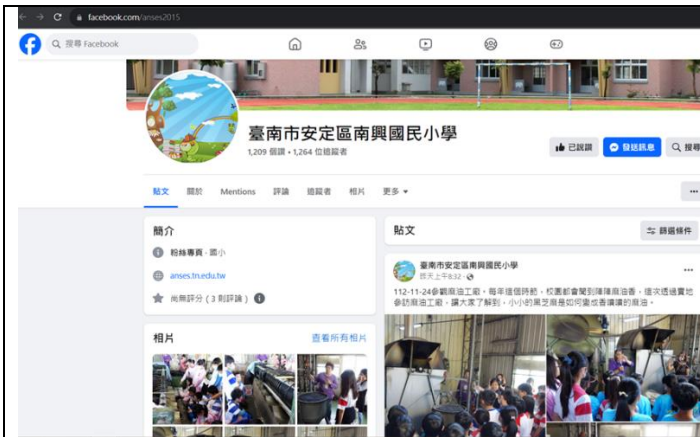 facebook.com/anses2015
搜尋 Facebook
臺南市安定區南興國民小學
1,209 個讚 • 1,264 位追蹤者
已說讚
發送訊息
搜尋
貼文
關於
Mentions
評論
追蹤者
相片
更多
簡介
粉絲專頁 · 國小
anses.tn.edu.tw
尚無評分 (3 則評論)
相片
查看所有相片
貼文
篩選條件
臺南市安定區南興國民小學
昨天上午8:32
112-11-24參觀麻油工廠。每年這個時節，校園都會聞到陣陣麻油香，這次透過實地
參訪麻油工廠，讓大家了解到，小小的黑芝麻是如何變成香噴噴的麻油。